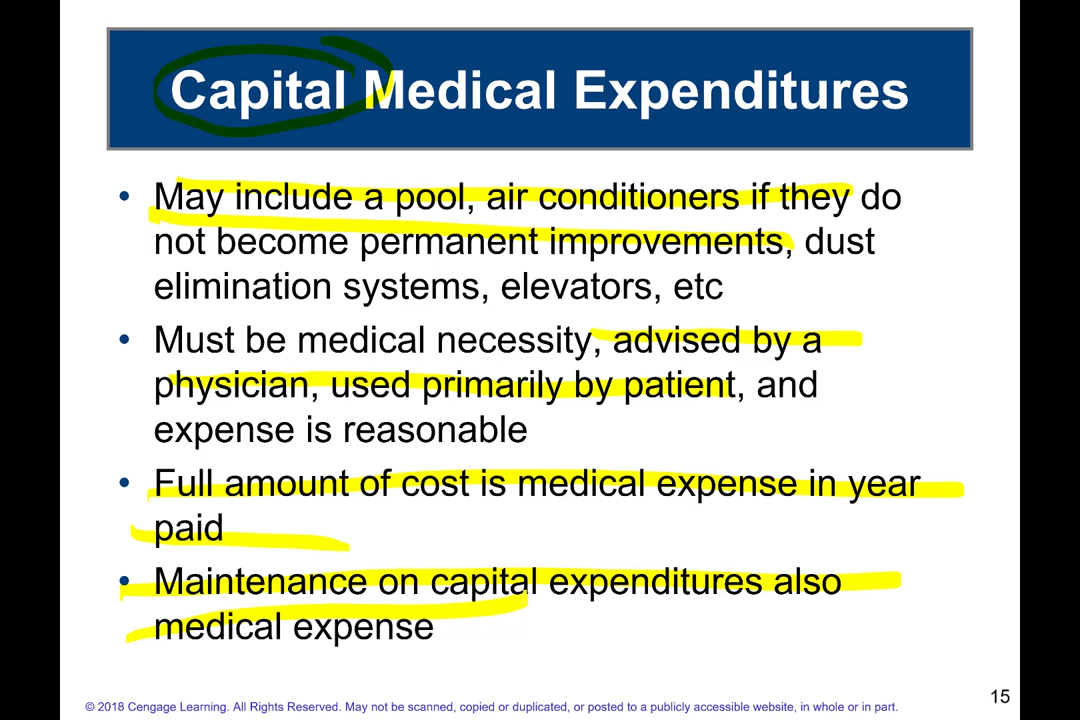 Capital Medical Expenditures
• May include a pool, air conditioners if they do
not become permanent improvements, dust
elimination systems, elevators, etc
• Must be medical necessity, advised by a
physician, used primarily by patient, and
expense is reasonable
• Full amount of cost is medical expense in year
paid
• Maintenance on capital expenditures also
medical expense
15
© 2018 Cengage Learning. All Rights Reserved. May not be scanned, copied or duplicated, or posted to a publicly accessible website, in whole or in part.